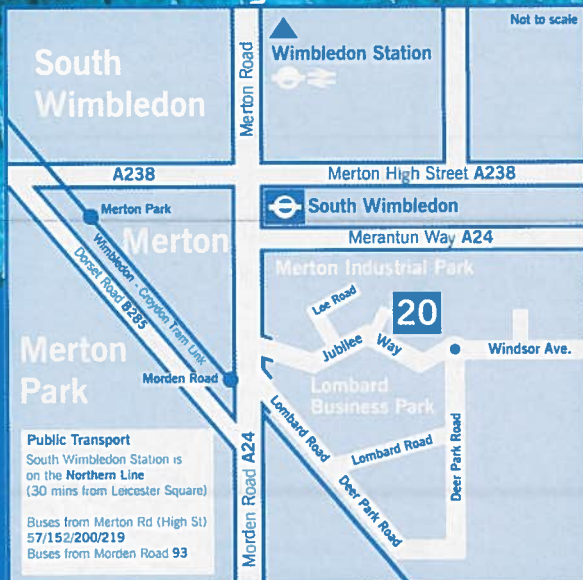 Not to scale
South
Wimbledon
Merton Road
Wimbledon Station
A238
Merton High Street A238
Merton Park
South Wimbledon
Merton
Merantun Way A24
Wimbledon - Croydon Tram Link
Dorset Road B285
Merton Industrial Park
Lee Road
20
Jubilee Way
Windsor Ave.
Merton
Park
Morden Road
Lombard
Business Park
Lombard Road
Lombard Road
Deer Park Road
Deer Park Road
Morden Road A24
Public Transport
South Wimbledon Station is
on the Northern Line
(30 mins from Leicester Square)
Buses from Merton Rd (High St)
57/152/200/219
Buses from Morden Road 93